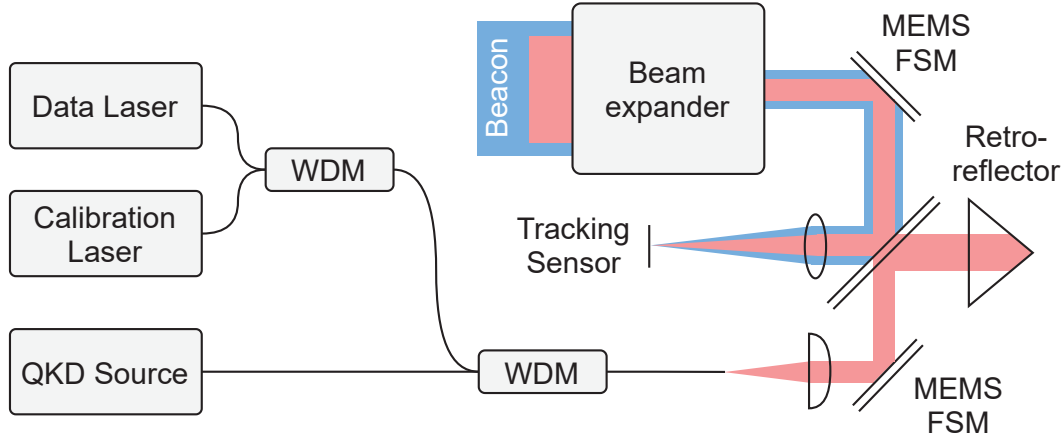 Data Laser
Calibration
Laser
QKD Source
WDM
WDM
Beacon
Beam
expander
MEMS
FSM
Retro-
reflector
Tracking
Sensor
MEMS
FSM